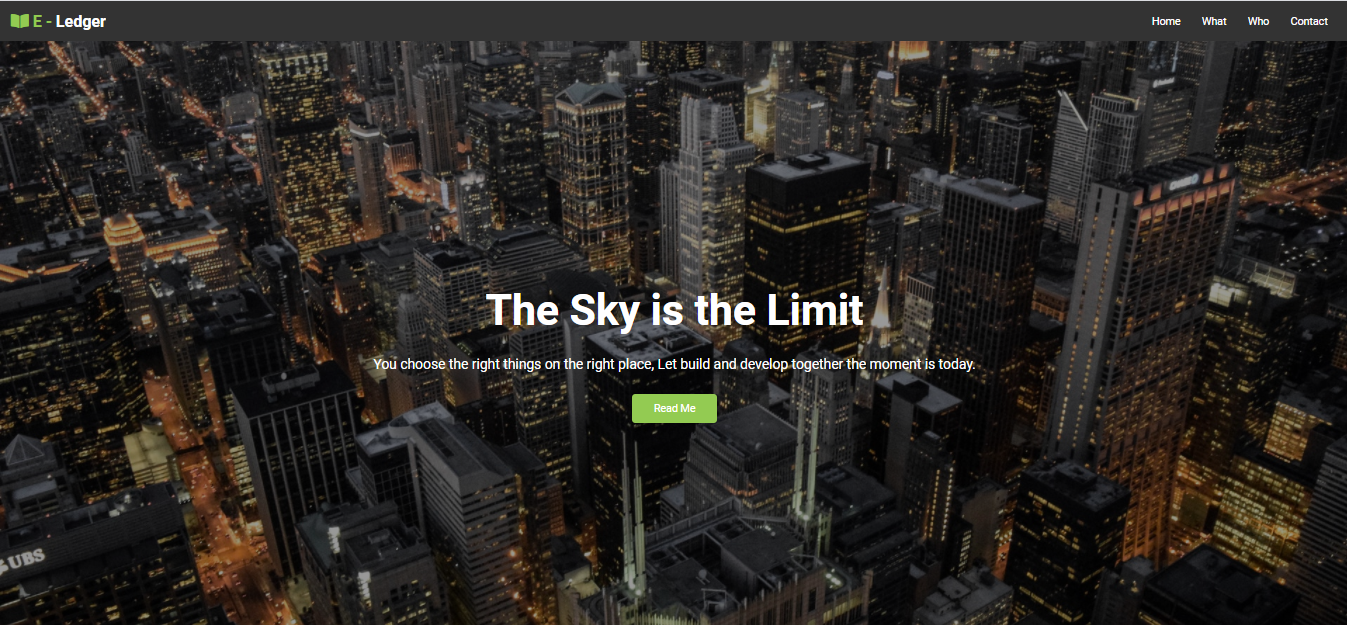 E - Ledger
Home What Who Contact
The Sky is the Limit
You choose the right things on the right place, Let build and develop together the moment is today.
Read Me
UBS